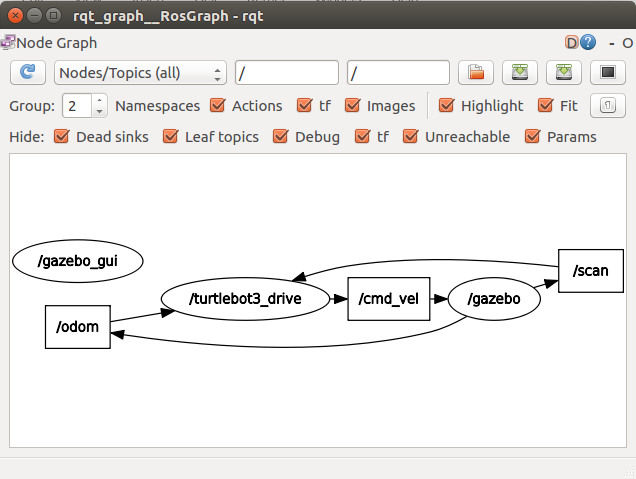 rqt_graph__RosGraph - rqt
Node Graph
D ? - O
Nodes/Topics (all) / /
Group: 2 Namespaces Actions tf Images Highlight Fit
Hide: Dead sinks Leaf topics Debug tf Unreachable Params
/gazebo_gui
/scan
/turtlebot3_drive
/cmd_vel
/gazebo
/odom